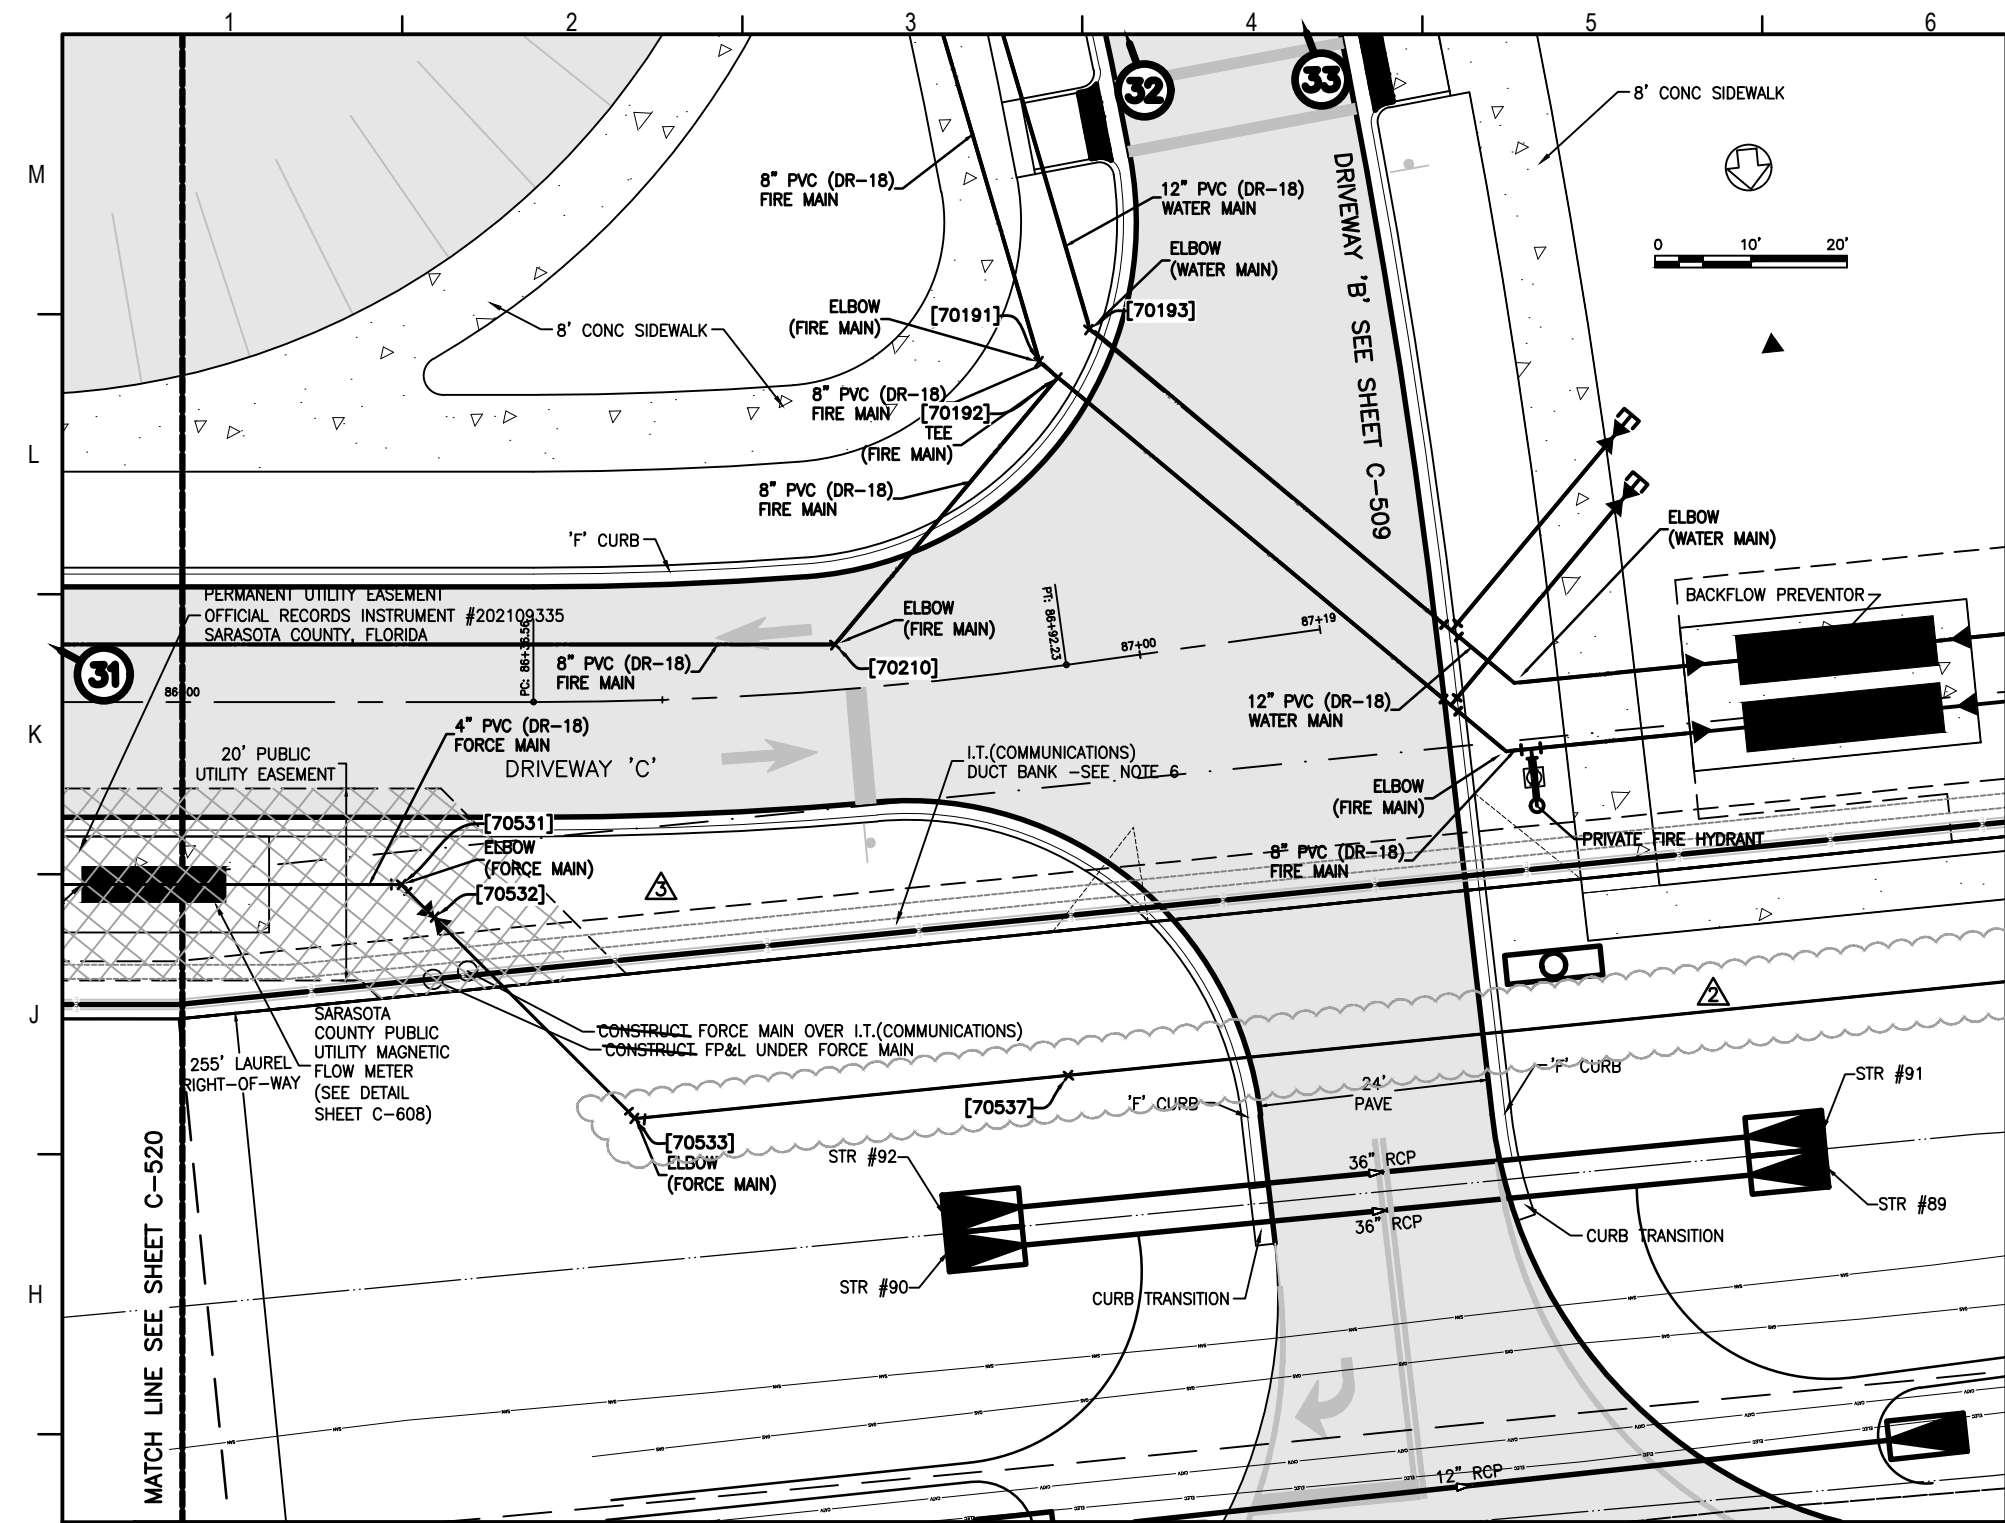 1
2
3
4
5
6
M
L
K
J
H
32
33
31
8' CONC SIDEWALK
0 10' 20'
8" PVC (DR-18)
FIRE MAIN
12" PVC (DR-18)
WATER MAIN
ELBOW
(WATER MAIN)
DRIVEWAY 'B' SEE SHEET C-509
ELBOW
(FIRE MAIN)
[70191]
[70193]
8' CONC SIDEWALK
8" PVC (DR-18)
FIRE MAIN
[70192]
TEE
(FIRE MAIN)
8" PVC (DR-18)
FIRE MAIN
'F' CURB
ELBOW
(WATER MAIN)
BACKFLOW PREVENTOR
PERMANENT UTILITY EASEMENT
OFFICIAL RECORDS INSTRUMENT #202109335
SARASOTA COUNTY, FLORIDA
ELBOW
(FIRE MAIN)
[70210]
8" PVC (DR-18)
FIRE MAIN
PT: 86+92.23
87+00
87+19
86+00
12" PVC (DR-18)
WATER MAIN
4" PVC (DR-18)
FORCE MAIN
DRIVEWAY 'C'
20' PUBLIC
UTILITY EASEMENT
I.T.(COMMUNICATIONS)
DUCT BANK -SEE NOTE 6
ELBOW
(FIRE MAIN)
8" PVC (DR-18)
FIRE MAIN
PRIVATE FIRE HYDRANT
[70531]
ELBOW
(FORCE MAIN)
[70532]
3
2
CONSTRUCT FORCE MAIN OVER I.T.(COMMUNICATIONS)
CONSTRUCT FP&L UNDER FORCE MAIN
SARASOTA
COUNTY PUBLIC
UTILITY MAGNETIC
FLOW METER
(SEE DETAIL
SHEET C-608)
255' LAUREL
RIGHT-OF-WAY
[70537]
[70533]
ELBOW
(FORCE MAIN)
'F' CURB
24'
PAVE
'F' CURB
STR #91
STR #92
36" RCP
36" RCP
STR #89
STR #90
CURB TRANSITION
CURB TRANSITION
12" RCP
MATCH LINE SEE SHEET C-520